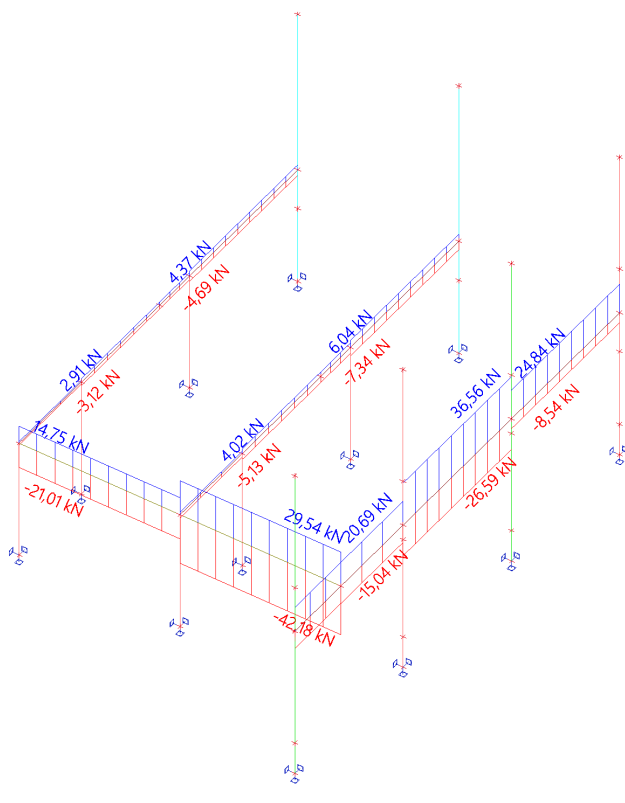 4,37 kN
-4,69 kN
6,04 kN
-7,34 kN
2,91 kN
-3,12 kN
24,84 kN
-8,54 kN
36,56 kN
-26,59 kN
4,02 kN
-5,13 kN
14,75 kN
-21,01 kN
29,54 kN
20,69 kN
-15,04 kN
-42,18 kN